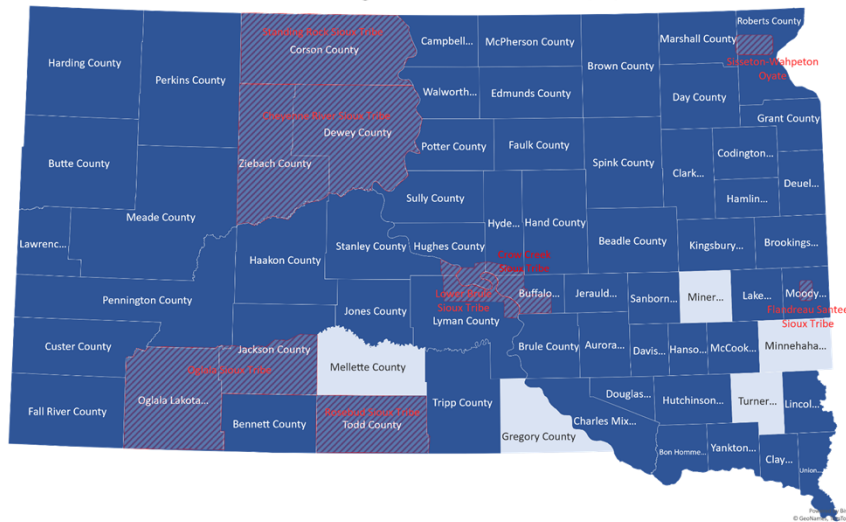 Roberts County
Standing Rock Sioux Tribe
Corson County
Campbell...
McPherson County
Marshall County
Harding County
Perkins County
Brown County
Sisseton-Wahpeton
Oyate
Walworth...
Edmunds County
Day County
Cheyenne River Sioux Tribe
Dewey County
Grant County
Potter County
Faulk County
Codington...
Butte County
Ziebach County
Spink County
Clark...
Deuel...
Sully County
Hamlin...
Meade County
Hyde...
Hand County
Lawrenc...
Stanley County
Hughes County
Beadle County
Kingsbury...
Brookings...
Haakon County
Crow Creek
Sioux Tribe
Pennington County
Lower Brule
Sioux Tribe
Buffalo...
Jerauld...
Sanborn...
Miner...
Lake...
Moody...
Jones County
Lyman County
Flandreau Santee
Sioux Tribe
Custer County
Jackson County
Brule County
Aurora...
Davis...
Hanso...
McCook...
Minnehaha...
Mellette County
Oglala Sioux Tribe
Fall River County
Oglala Lakota...
Tripp County
Douglas...
Hutchinson...
Turner...
Lincol...
Rosebud Sioux Tribe
Bennett County
Todd County
Gregory County
Charles Mix...
Bon Homme...
Yankton...
Clay...
Union...
© GeoNames,